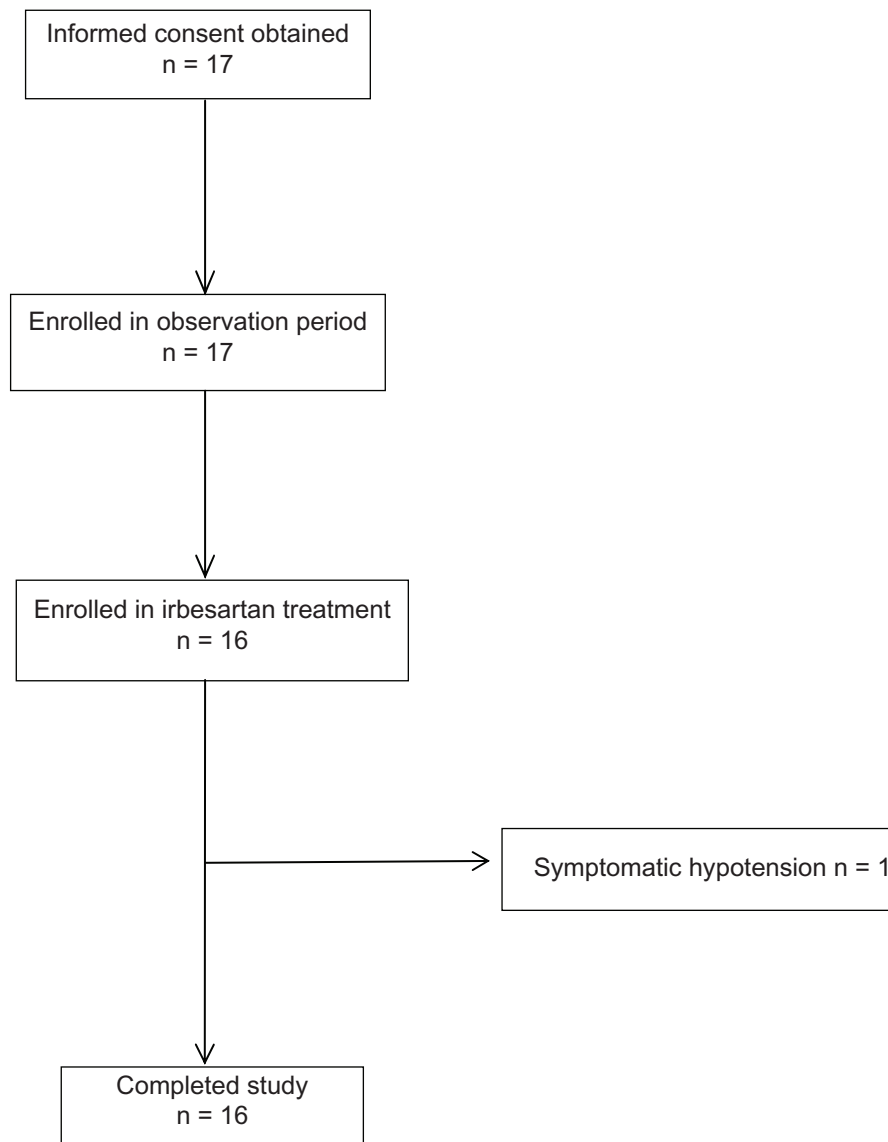 Informed consent obtained
n = 17
Enrolled in observation period
n = 17
Enrolled in irbesartan treatment
n = 16
Symptomatic hypotension n = 1
Completed study
n = 16